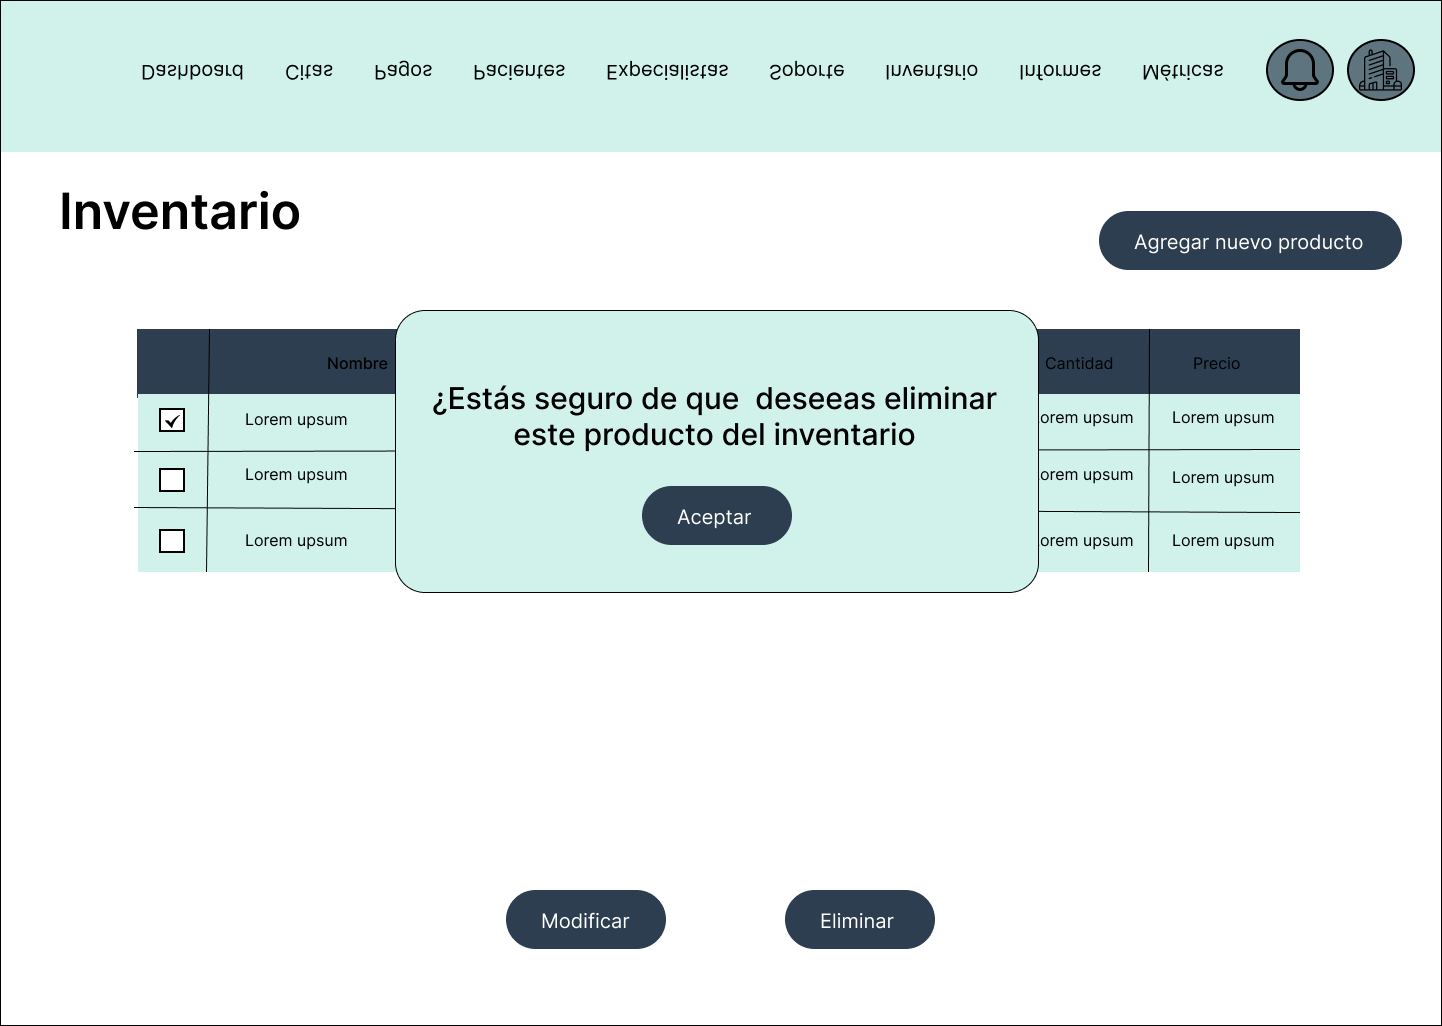 Dashboard Citas Pagos Pacientes Expecialistas Soporte Inventario Informes Métricas
Inventario
Agregar nuevo producto
Nombre Cantidad Precio
Lorem upsum orem upsum Lorem upsum
Lorem upsum orem upsum Lorem upsum
Lorem upsum orem upsum Lorem upsum
¿Estás seguro de que  deseeas eliminar
este producto del inventario
Aceptar
Modificar Eliminar